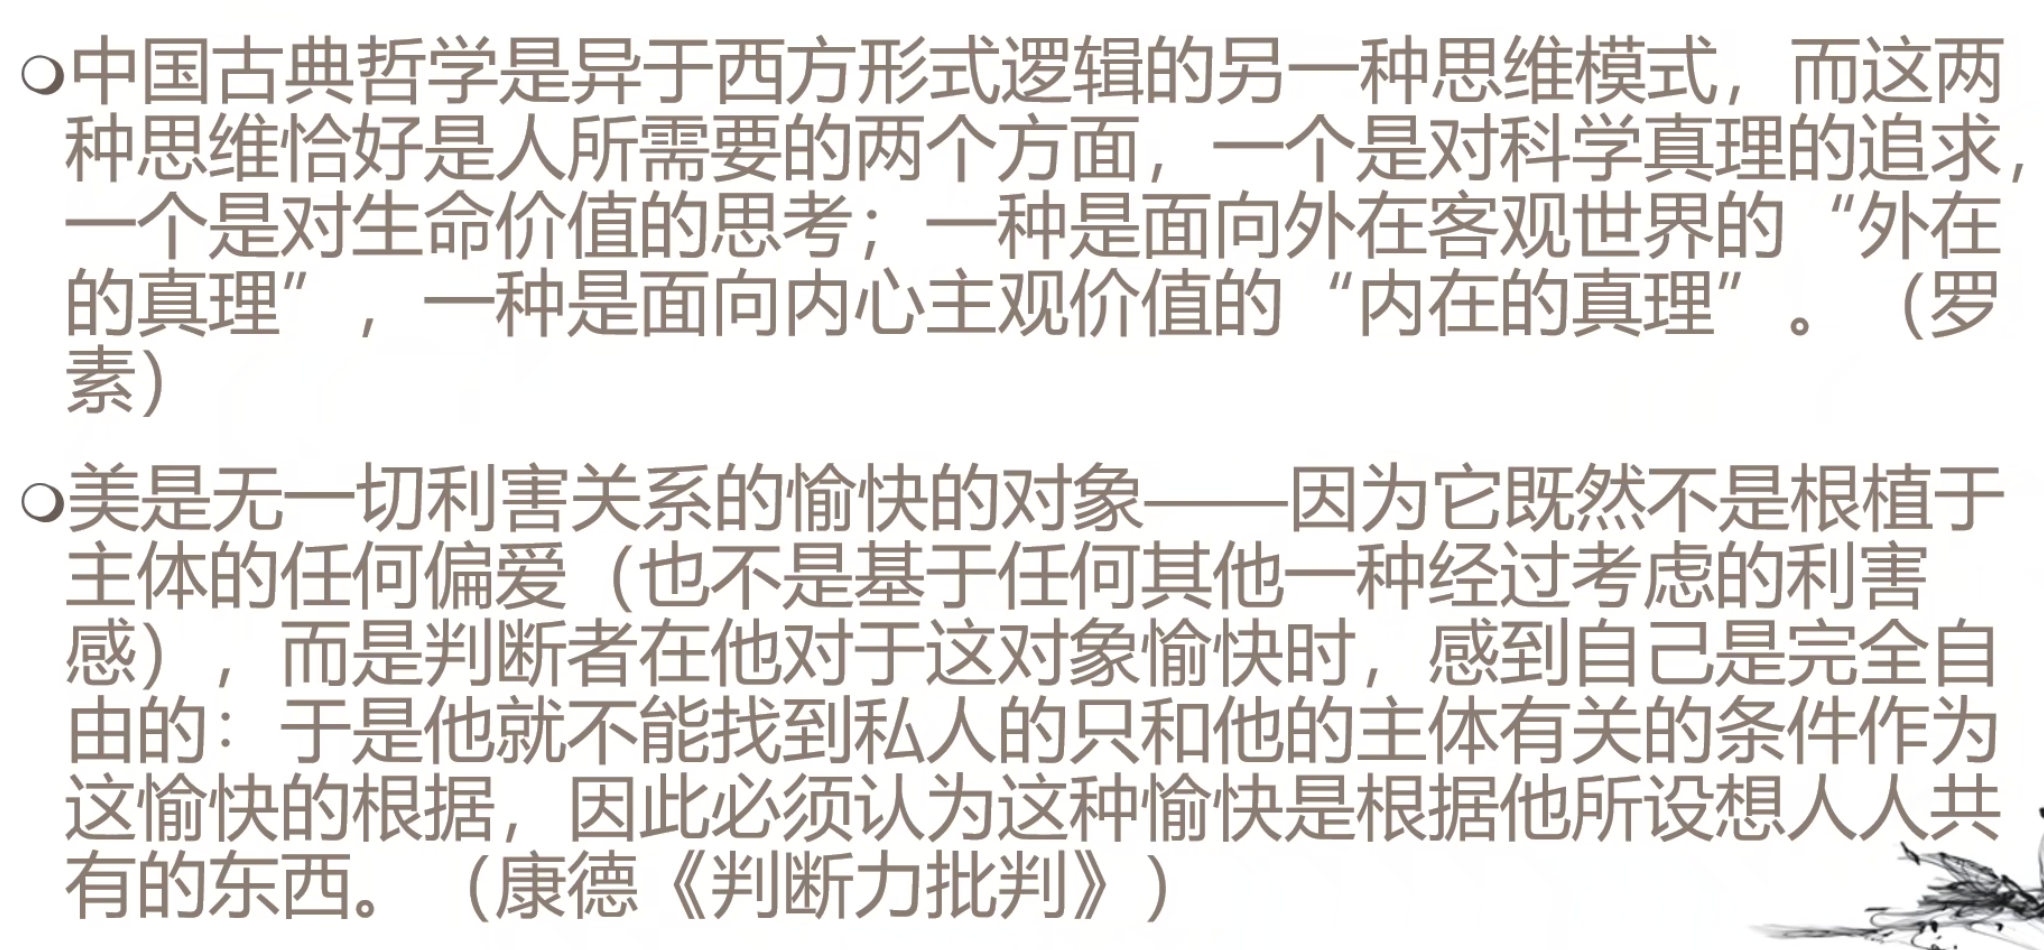 中国古典哲学是异于西方形式逻辑的另一种思维模式，而这两
种思维恰好是人所需要的两个方面，一个是对科学真理的追求，
一个是对生命价值的思考；一种是面向外在客观世界的“外在
的真理”，一种是面向内心主观价值的“内在的真理”。（罗
素）
美是无一切利害关系的愉快的对象——因为它既然不是根植于
主体的任何偏爱（也不是基于任何其他一种经过考虑的利害
感），而是判断者在他对于这对象愉快时，感到自己是完全自
由的：于是他就不能找到私人的只和他的主体有关的条件作为
这愉快的根据，因此必须认为这种愉快是根据他所设想人人共
有的东西。（康德《判断力批判》）